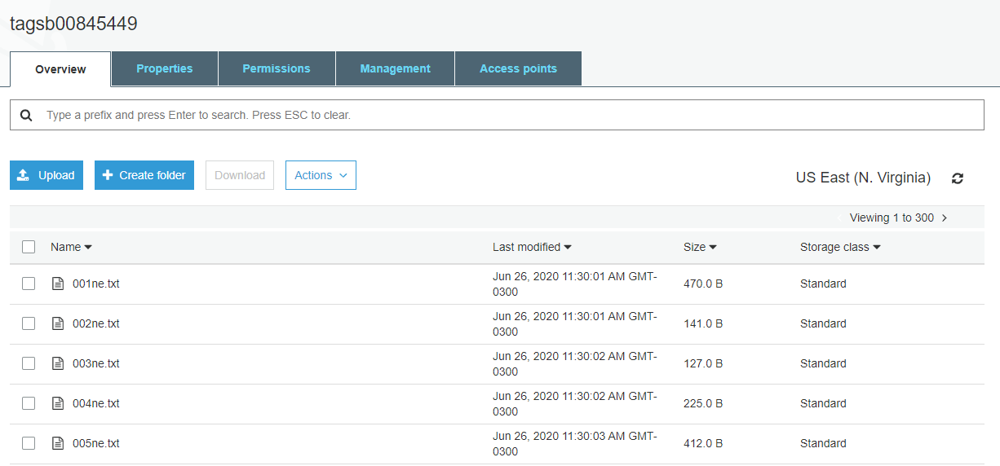 tagsb00845449
Overview Properties Permissions Management Access points
Type a prefix and press Enter to search. Press ESC to clear.
Upload Create folder Download Actions US East (N. Virginia)
Viewing 1 to 300
Name Last modified Size Storage class
001ne.txt Jun 26, 2020 11:30:01 AM GMT-0300 470.0 B Standard
002ne.txt Jun 26, 2020 11:30:01 AM GMT-0300 141.0 B Standard
003ne.txt Jun 26, 2020 11:30:02 AM GMT-0300 127.0 B Standard
004ne.txt Jun 26, 2020 11:30:02 AM GMT-0300 225.0 B Standard
005ne.txt Jun 26, 2020 11:30:03 AM GMT-0300 412.0 B Standard